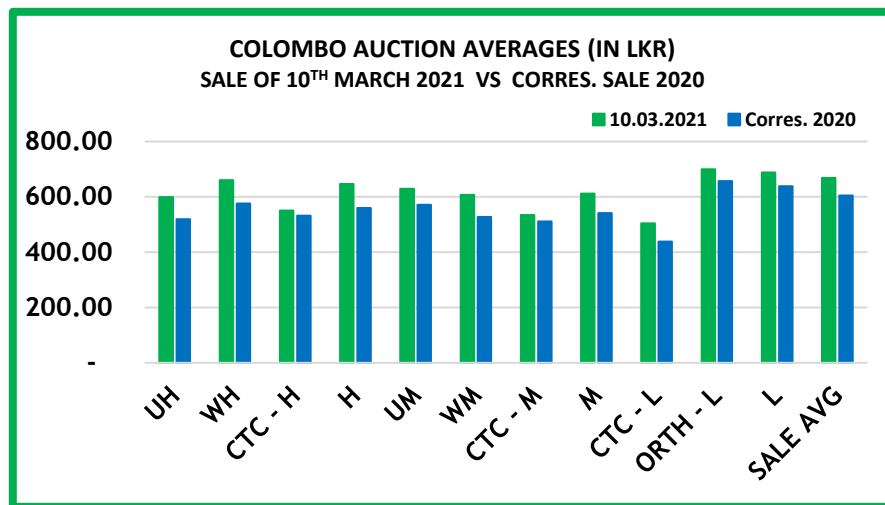 COLOMBO AUCTION AVERAGES (IN LKR)
SALE OF 10TH MARCH 2021 VS CORRES. SALE 2020
10.03.2021 Corres. 2020
800.00
600.00
400.00
200.00
-
UH WH CTC - H H UM WM CTC - M M CTC - L ORTH - L L SALE AVG